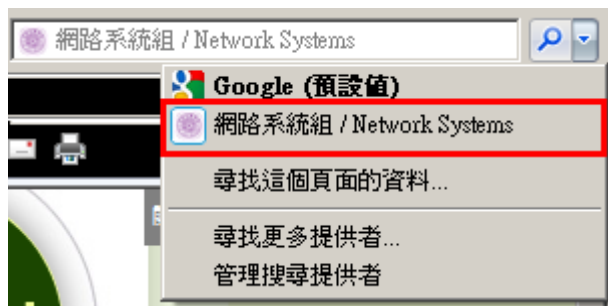 網路系統組 / Network Systems
Google (預設值)
網路系統組 / Network Systems
尋找這個頁面的資料...
尋找更多提供者...
管理搜尋提供者